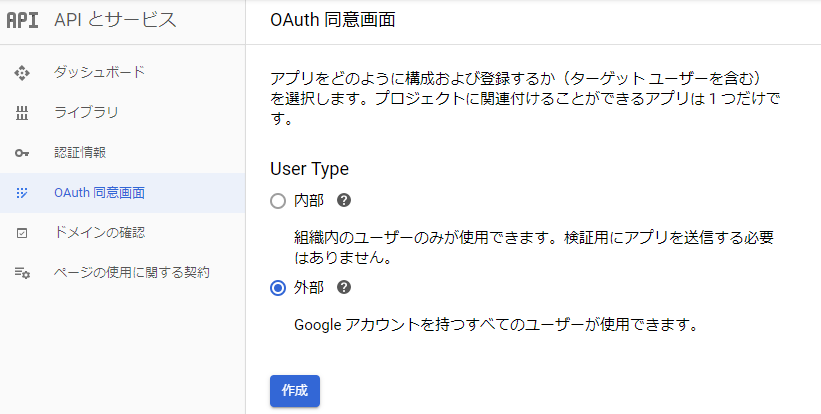 API APIとサービス
ダッシュボード
ライブラリ
認証情報
OAuth 同意画面
ドメインの確認
ページの使用に関する契約
OAuth 同意画面
アプリをどのように構成および登録するか（ターゲット ユーザーを含む）
を選択します。プロジェクトに関連付けることができるアプリは 1 つだけで
す。
User Type
内部
組織内のユーザーのみが使用できます。検証用にアプリを送信する必要
はありません。
外部
Google アカウントを持つすべてのユーザーが使用できます。
作成